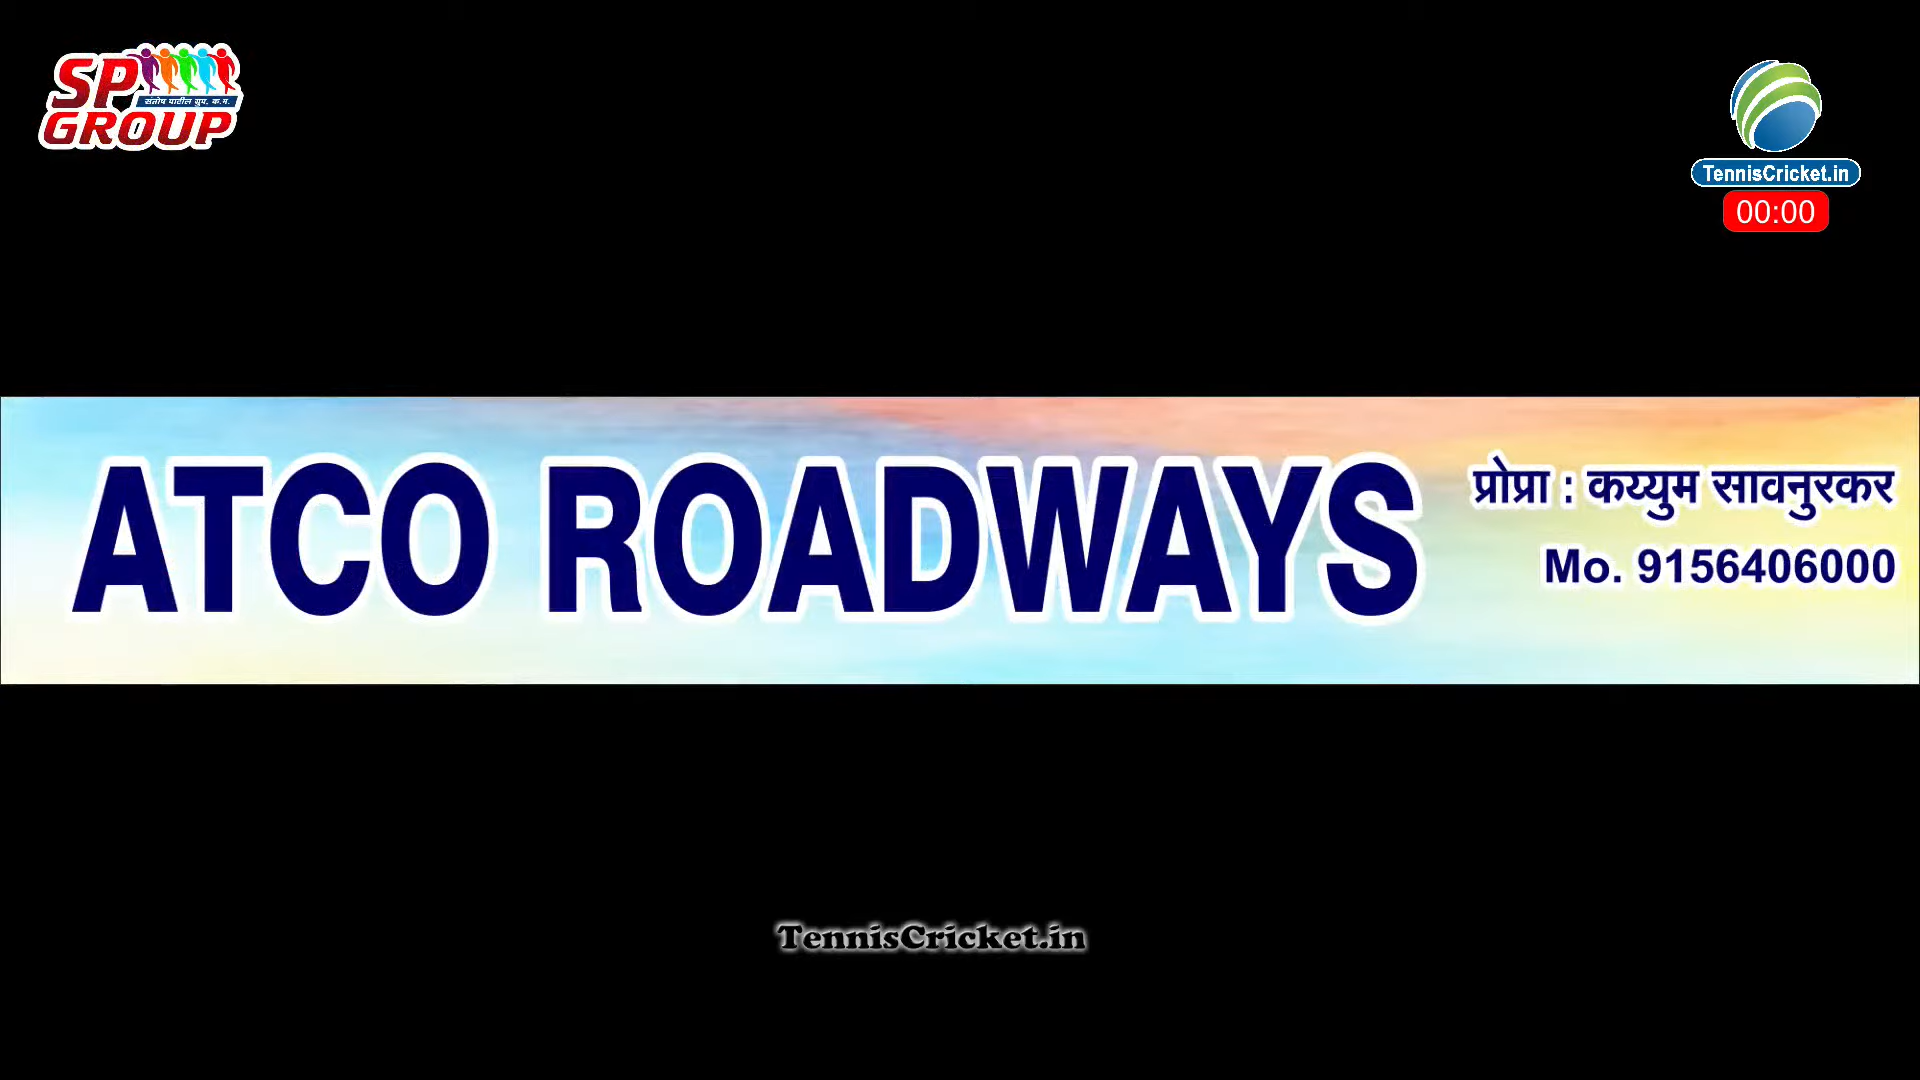 SP
संतोष पाटील ग्रुप. क.म.
GROUP
TennisCricket.in
00:00
ATCO ROADWAYS
प्रोप्रा : कय्युम सावनुरकर
Mo. 9156406000
TennisCricket.in